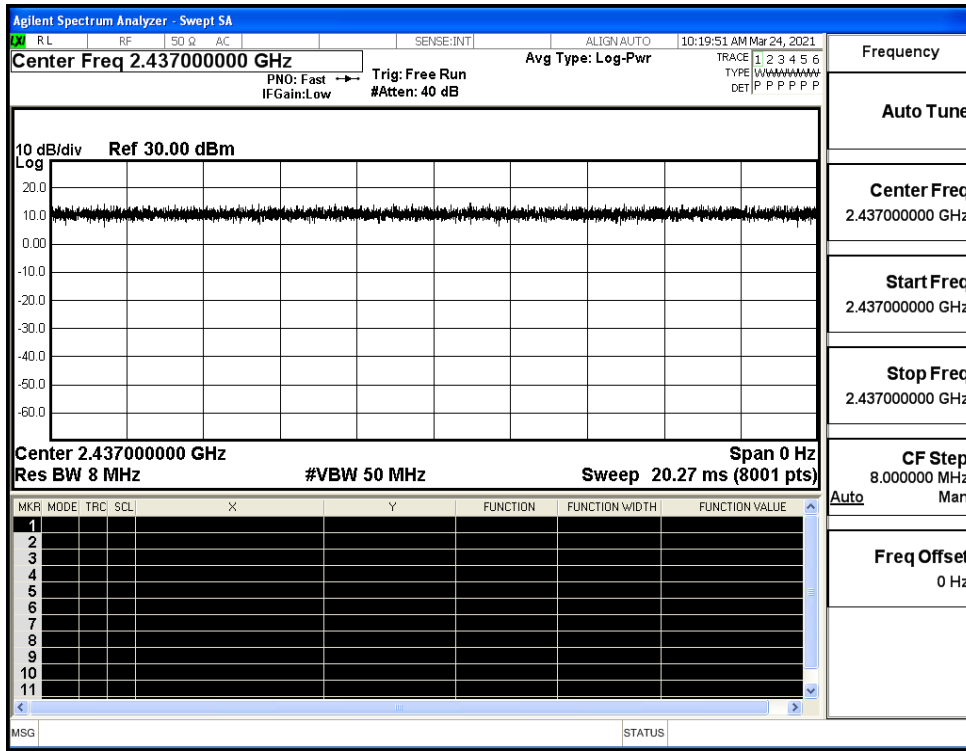 Agilent Spectrum Analyzer - Swept SA
LXI RL RF 50 Ω AC SENSE:INT ALIGN AUTO 10:19:51 AM Mar 24, 2021
Center Freq 2.437000000 GHz
PNO: Fast
IFGain:Low
Trig: Free Run
#Atten: 40 dB
Avg Type: Log-Pwr
TRACE 1 2 3 4 5 6
TYPE WWWWWW
DET P P P P P P
10 dB/div Ref 30.00 dBm
Log
20.0
10.0
0.00
-10.0
-20.0
-30.0
-40.0
-50.0
-60.0
Center 2.437000000 GHz Span 0 Hz
Res BW 8 MHz #VBW 50 MHz Sweep 20.27 ms (8001 pts)
MKR MODE TRC SCL X Y FUNCTION FUNCTION WIDTH FUNCTION VALUE
1
2
3
4
5
6
7
8
9
10
11
MSG STATUS
Frequency
Auto Tune
Center Freq
2.437000000 GHz
Start Freq
2.437000000 GHz
Stop Freq
2.437000000 GHz
CF Step
8.000000 MHz
Auto Man
Freq Offset
0 Hz